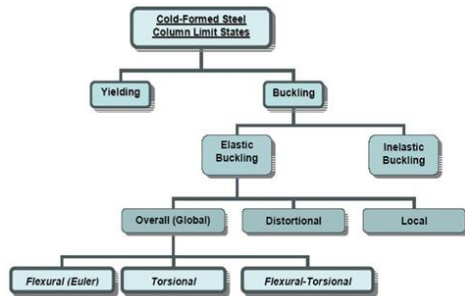 Cold-Formed Steel
Column Limit States
Yielding
Buckling
Elastic
Buckling
Inelastic
Buckling
Overall (Global)
Distortional
Local
Flexural (Euler)
Torsional
Flexural-Torsional